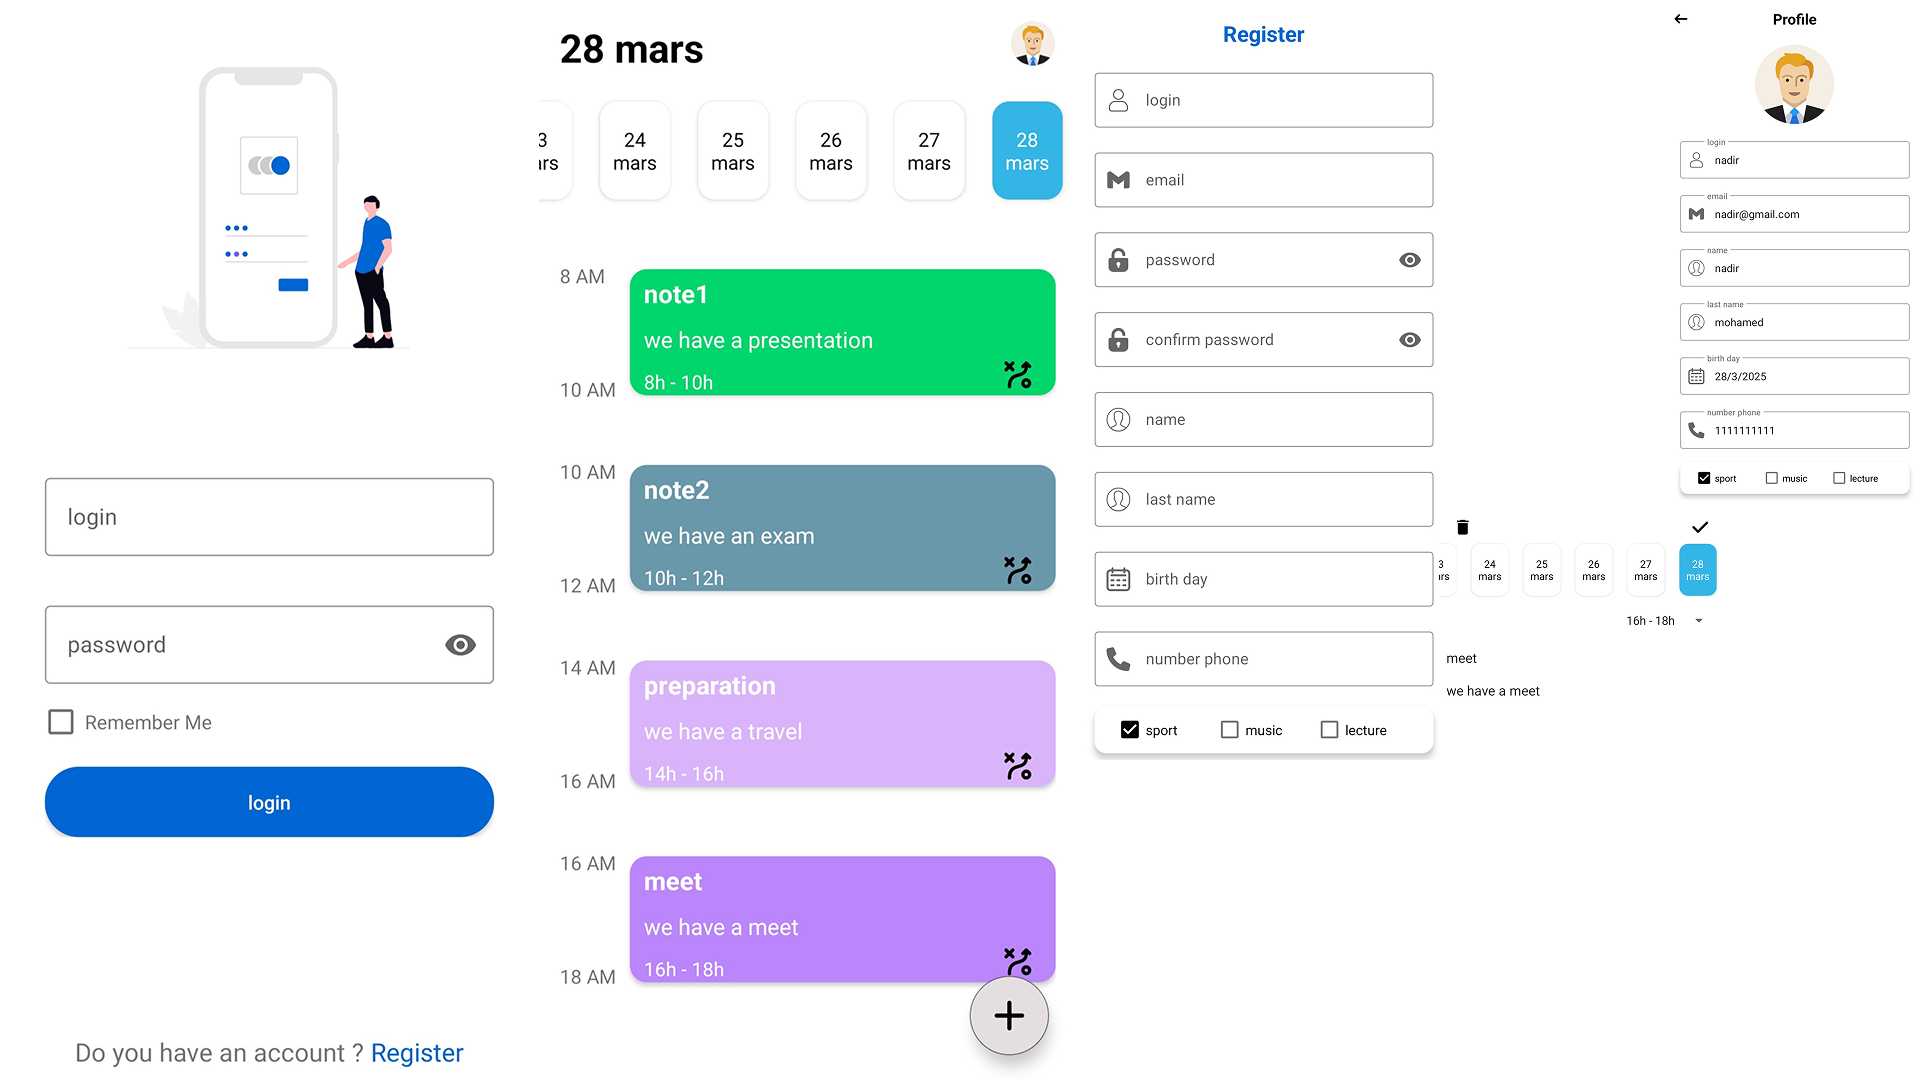 login
password
Remember Me
login
Do you have an account ? Register
28 mars
3
ırs
24
mars
25
mars
26
mars
27
mars
28
mars
8 AM
note1
we have a presentation
8h - 10h
10 AM
10 AM
note2
we have an exam
10h - 12h
12 AM
14 AM
preparation
we have a travel
14h - 16h
16 AM
16 AM
meet
we have a meet
16h - 18h
18 AM
Register
login
email
password
confirm password
name
last name
birth day
number phone
sport music lecture
3
ırs
24
mars
25
mars
26
mars
27
mars
28
mars
16h - 18h
meet
we have a meet
Profile
login
nadir
email
nadir@gmail.com
name
nadir
last name
mohamed
birth day
28/3/2025
number phone
1111111111
sport music lecture